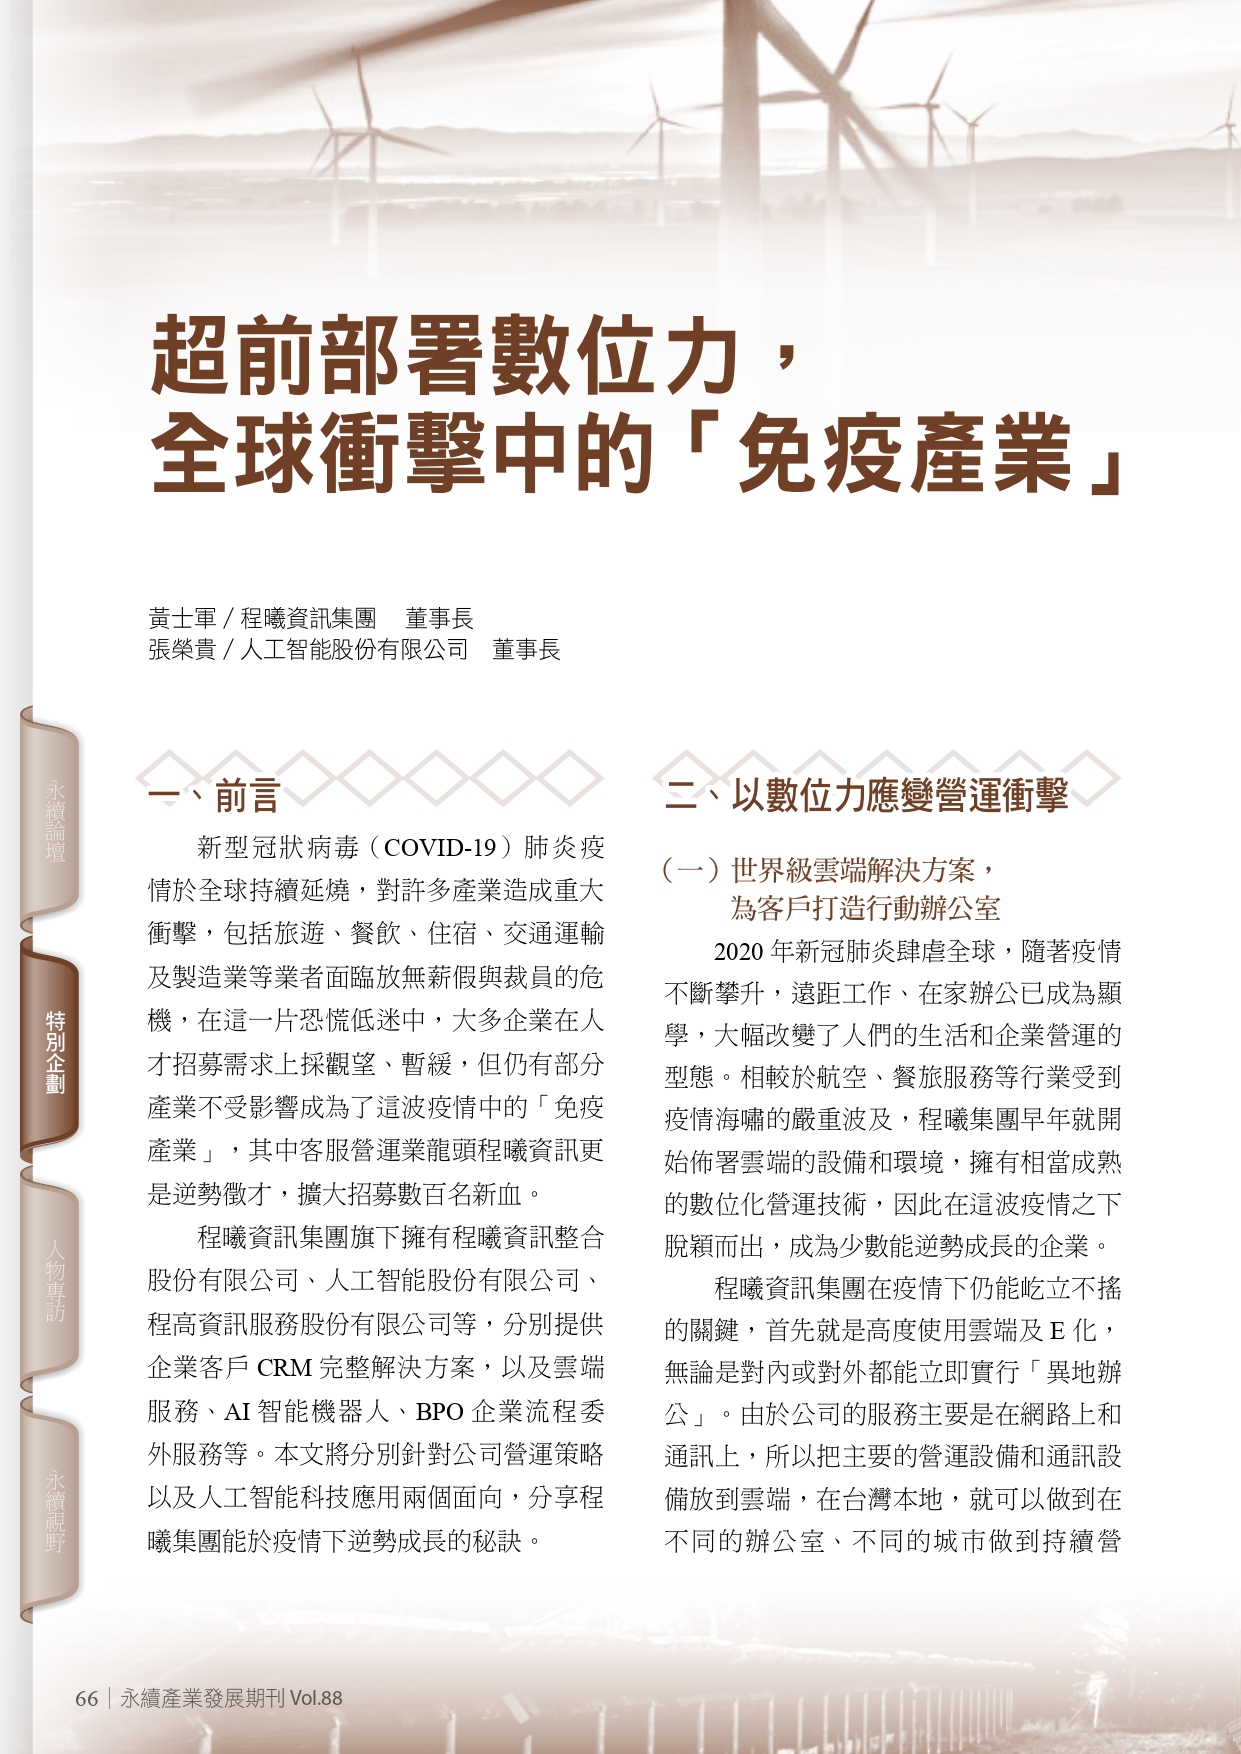 超前部署數位力，
全球衝擊中的「免疫產業」
黃士軍 / 程曦資訊集團　董事長
張榮貴 / 人工智能股份有限公司　董事長
一、前言
新型冠狀病毒（COVID-19）肺炎疫
情於全球持續延燒，對許多產業造成重大
衝擊，包括旅遊、餐飲、住宿、交通運輸
及製造業等業者面臨放無薪假與裁員的危
機，在這一片恐慌低迷中，大多企業在人
才招募需求上採觀望、暫緩，但仍有部分
產業不受影響成為了這波疫情中的「免疫
產業」，其中客服營運業龍頭程曦資訊更
是逆勢徵才，擴大招募數百名新血。
程曦資訊集團旗下擁有程曦資訊整合
股份有限公司、人工智能股份有限公司、
程高資訊服務股份有限公司等，分別提供
企業客戶 CRM 完整解決方案，以及雲端
服務、AI 智能機器人、BPO 企業流程委
外服務等。本文將分別針對公司營運策略
以及人工智能科技應用兩個面向，分享程
曦集團能於疫情下逆勢成長的秘訣。
二、以數位力應變營運衝擊
（一）世界級雲端解決方案，
為客戶打造行動辦公室
2020 年新冠肺炎肆虐全球，隨著疫情
不斷攀升，遠距工作、在家辦公已成為顯
學，大幅改變了人們的生活和企業營運的
型態。相較於航空、餐旅服務等行業受到
疫情海嘯的嚴重波及，程曦集團早年就開
始佈署雲端的設備和環境，擁有相當成熟
的數位化營運技術，因此在這波疫情之下
脫穎而出，成為少數能逆勢成長的企業。
程曦資訊集團在疫情下仍能屹立不搖
的關鍵，首先就是高度使用雲端及 E 化，
無論是對內或對外都能立即實行「異地辦
公」。由於公司的服務主要是在網路上和
通訊上，所以把主要的營運設備和通訊設
備放到雲端，在台灣本地，就可以做到在
不同的辦公室、不同的城市做到持續營
永續論壇
特別企劃
人物專訪
永續視野
66 | 永續產業發展期刊 Vol.88